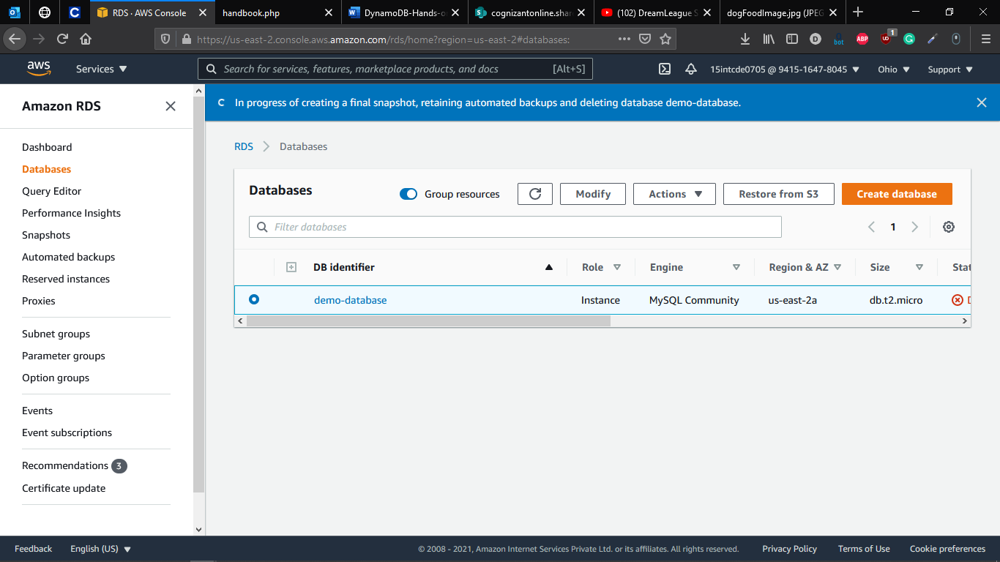 RDS · AWS Console
handbook.php
DynamoDB-Hands-o
cognizantonline.shar
(102) DreamLeague S
dogFoodImage.jpg (JPEG
https://us-east-2.console.aws.amazon.com/rds/home?region=us-east-2#databases:
bot
ABP
1
aws
Services
Search for services, features, marketplace products, and docs
[Alt+S]
15intcde0705 @ 9415-1647-8045
Ohio
Support
Amazon RDS
In progress of creating a final snapshot, retaining automated backups and deleting database demo-database.
Dashboard
Databases
Query Editor
Performance Insights
Snapshots
Automated backups
Reserved instances
Proxies
Subnet groups
Parameter groups
Option groups
Events
Event subscriptions
Recommendations 3
Certificate update
RDS > Databases
Databases
Group resources
Modify
Actions
Restore from S3
Create database
Filter databases
1
DB identifier
Role
Engine
Region & AZ
Size
Stat
demo-database
Instance
MySQL Community
us-east-2a
db.t2.micro
Feedback
English (US)
© 2008 - 2021, Amazon Internet Services Private Ltd. or its affiliates. All rights reserved.
Privacy Policy
Terms of Use
Cookie preferences